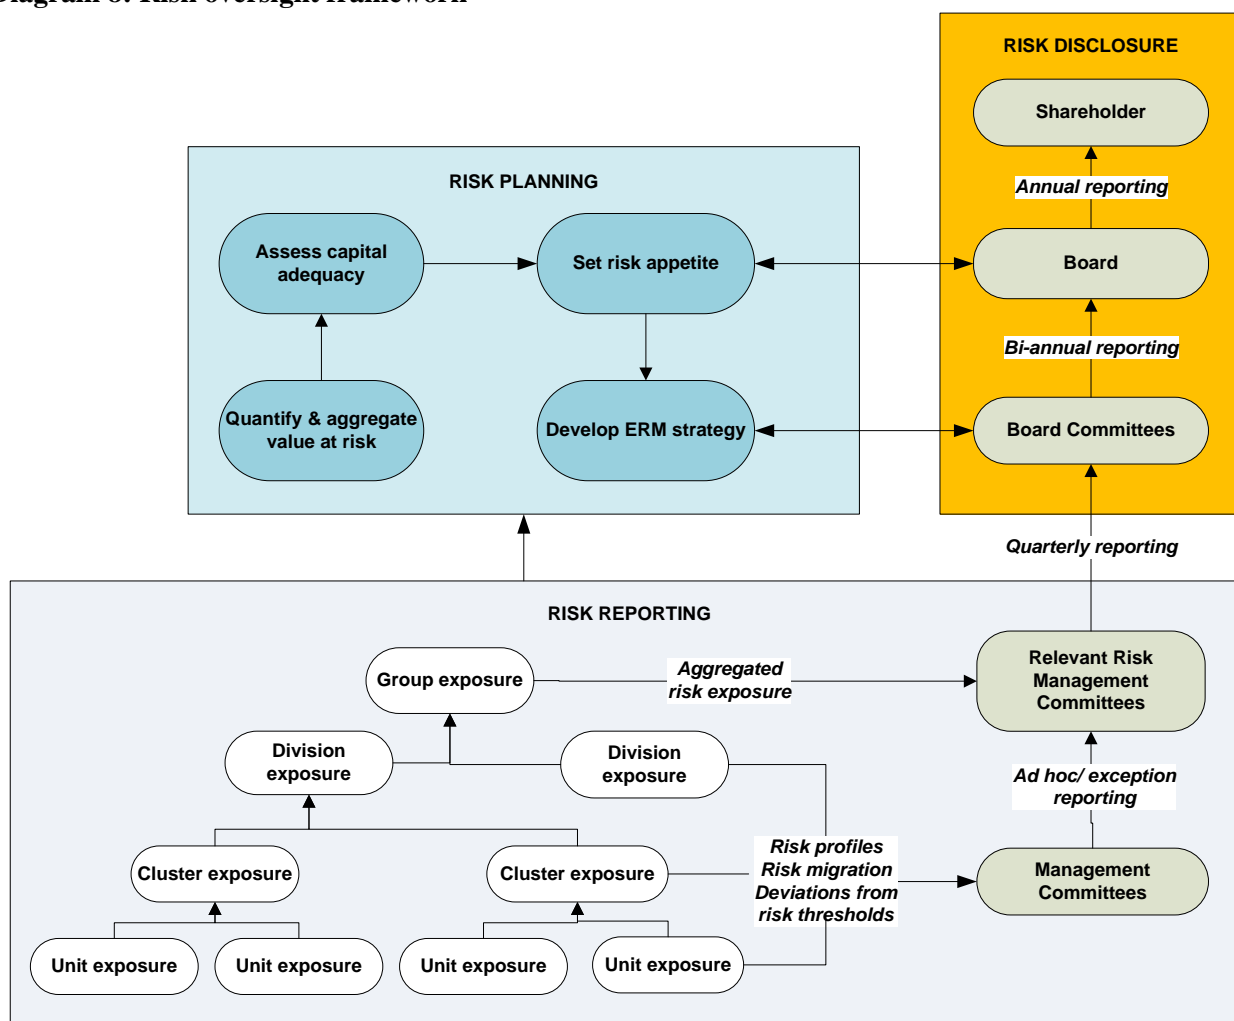 Diagram 8: Risk oversight framework
RISK DISCLOSURE
Shareholder
Annual reporting
Board
Bi-annual reporting
Board Committees
RISK PLANNING
Assess capital
adequacy
Set risk appetite
Quantify & aggregate
value at risk
Develop ERM strategy
Quarterly reporting
RISK REPORTING
Group exposure
Aggregated
risk exposure
Relevant Risk
Management
Committees
Division
exposure
Division
exposure
Ad hoc/ exception
reporting
Cluster exposure
Cluster exposure
Risk profiles
Risk migration
Deviations from
risk thresholds
Management
Committees
Unit exposure
Unit exposure
Unit exposure
Unit exposure